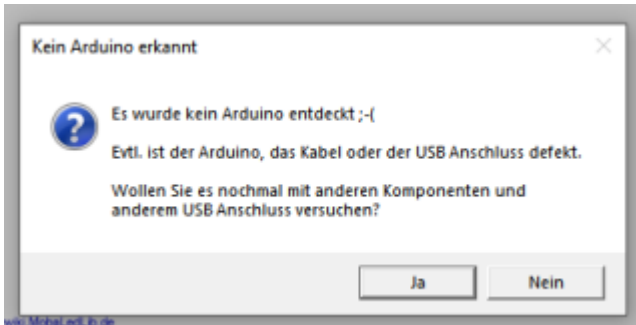 Kein Arduino erkannt
Es wurde kein Arduino entdeckt ;-(
Evtl. ist der Arduino, das Kabel oder der USB Anschluss defekt.
Wollen Sie es nochmal mit anderen Komponenten und
anderem USB Anschluss versuchen?
Ja
Nein